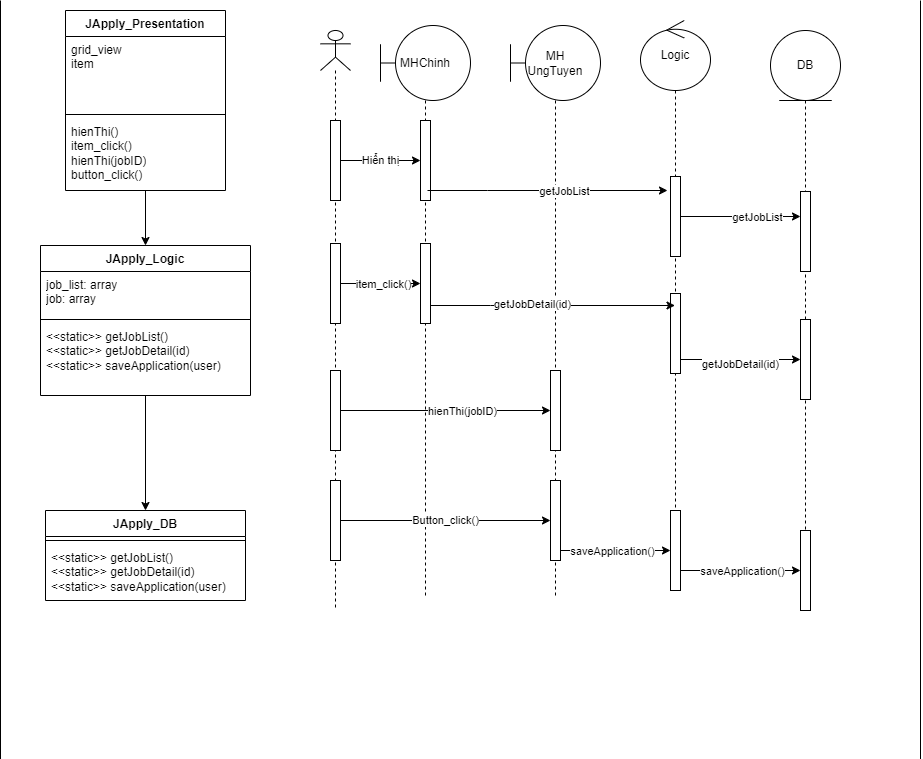 JApply_Presentation
grid_view
item
hienThi()
item_click()
hienThi(jobID)
button_click()
JApply_Logic
job_list: array
job: array
<<static>> getJobList()
<<static>> getJobDetail(id)
<<static>> saveApplication(user)
JApply_DB
<<static>> getJobList()
<<static>> getJobDetail(id)
<<static>> saveApplication(user)
MHChinh
MH
UngTuyen
Logic
DB
Hiển thị
getJobList
getJobList
item_click()
getJobDetail(id)
getJobDetail(id)
hienThi(jobID)
Button_click()
saveApplication()
saveApplication()